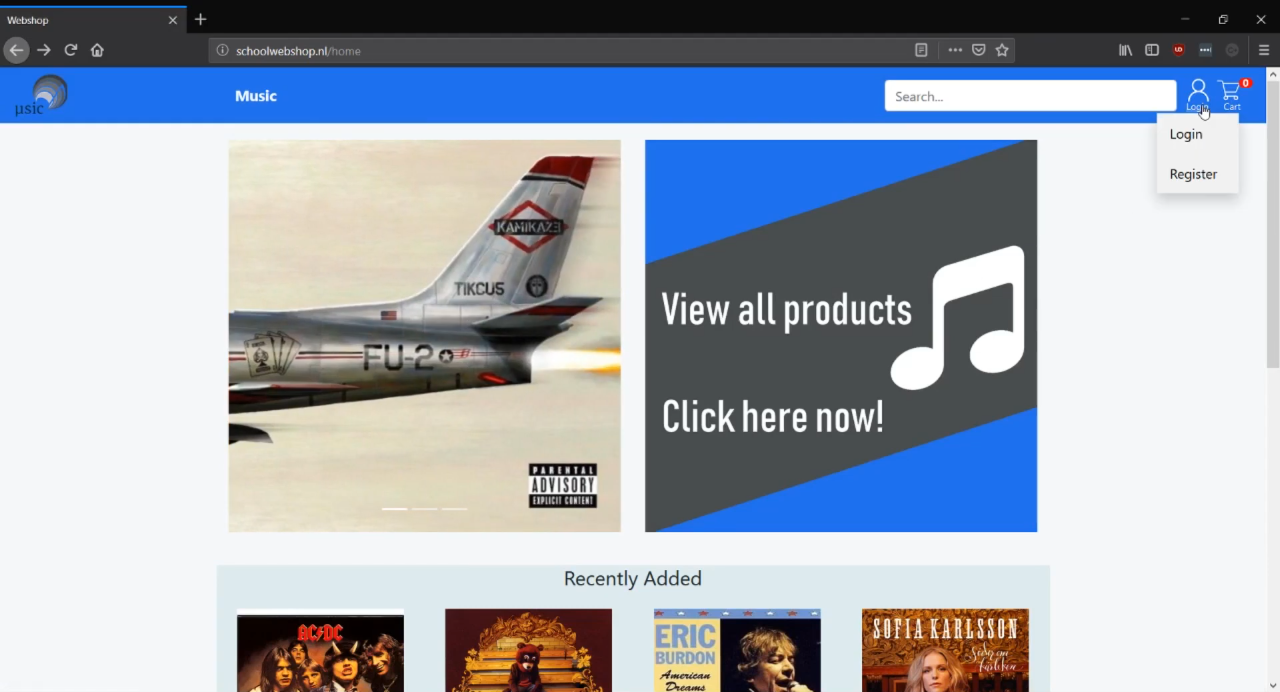 Webshop
schoolwebshop.nl/home
µsic
Music
Search...
Login
0
Cart
Login
Register
KAMIKAZE
TIKCUS
FU-2
PARENTAL
ADVISORY
EXPLICIT CONTENT
View all products
Click here now!
Recently Added
AC/DC
ERIC
BURDON
American
Dreams
SOFIA KARLSSON